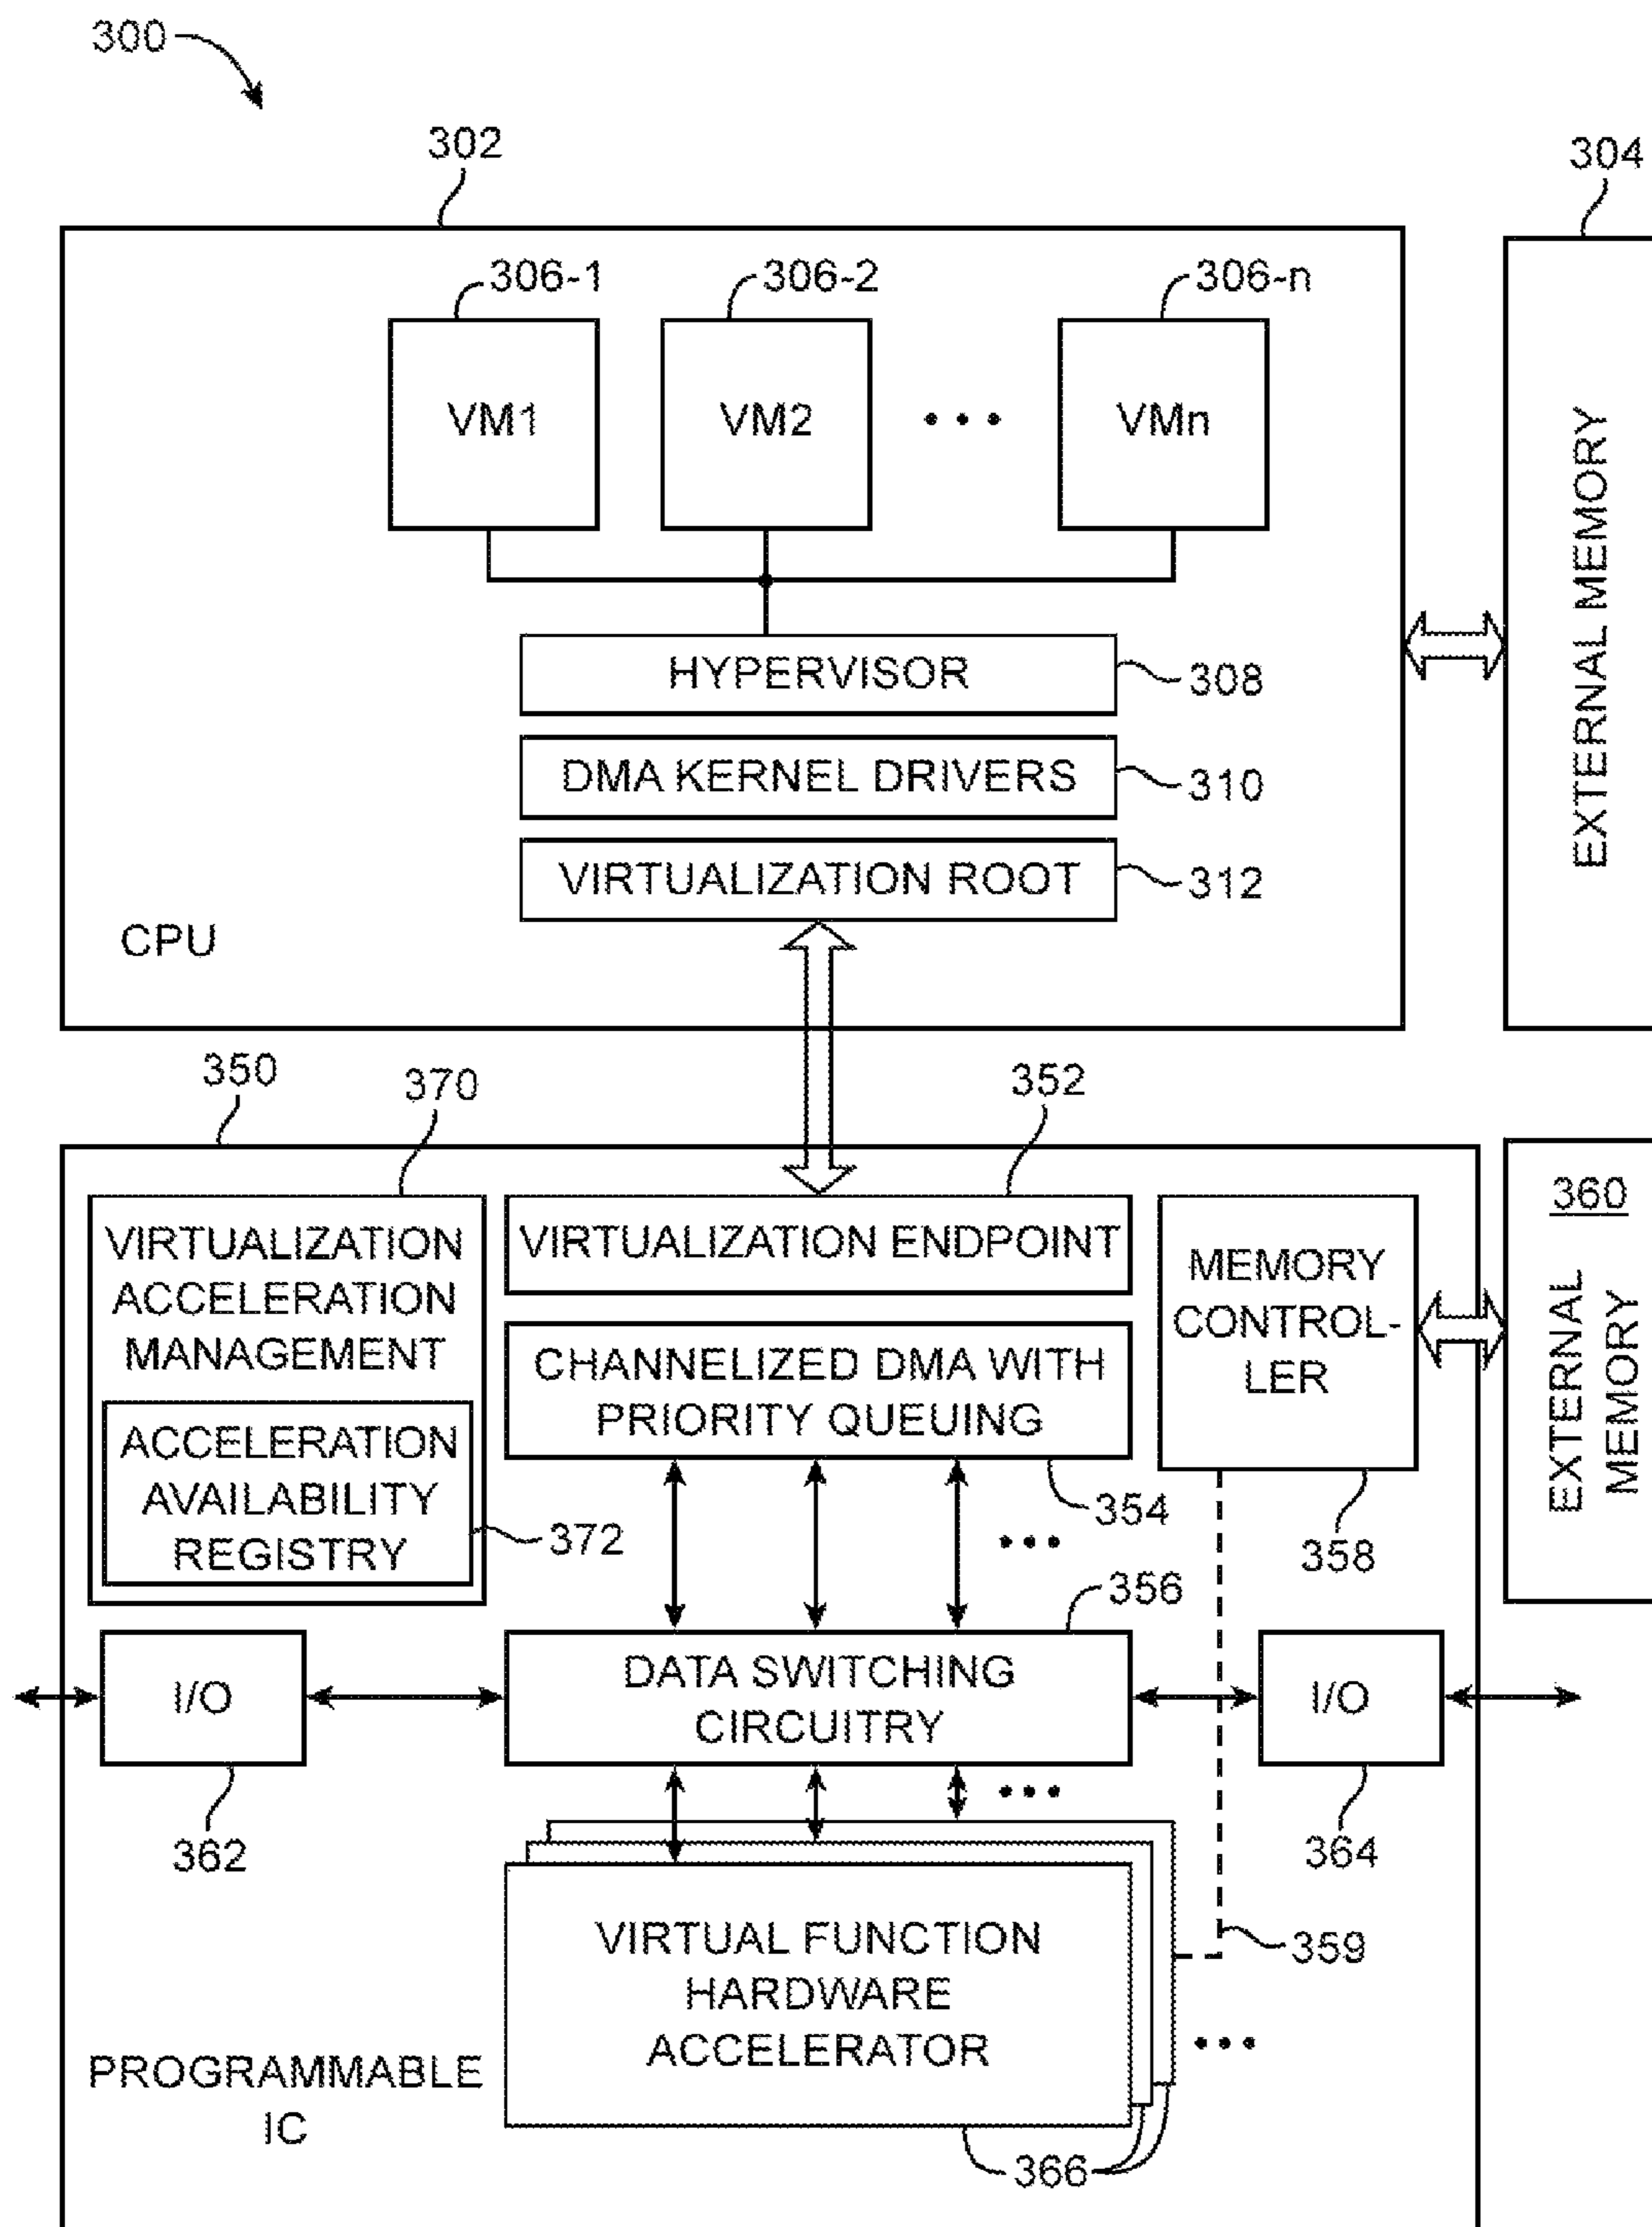 300
302
304
306-1
306-2
306-n
VM1
VM2
• • •
VMn
EXTERNAL MEMORY
HYPERVISOR
308
DMA KERNEL DRIVERS
310
VIRTUALIZATION ROOT
312
CPU
350
370
352
VIRTUALIZATION
ACCELERATION
MANAGEMENT
VIRTUALIZATION ENDPOINT
MEMORY
CONTROL-
LER
360
EXTERNAL
MEMORY
CHANNELIZED DMA WITH
PRIORITY QUEUING
ACCELERATION
AVAILABILITY
REGISTRY
372
354
• • •
358
356
I/O
DATA SWITCHING
CIRCUITRY
I/O
362
• • •
364
VIRTUAL FUNCTION
HARDWARE
ACCELERATOR
359
• • •
PROGRAMMABLE
IC
366